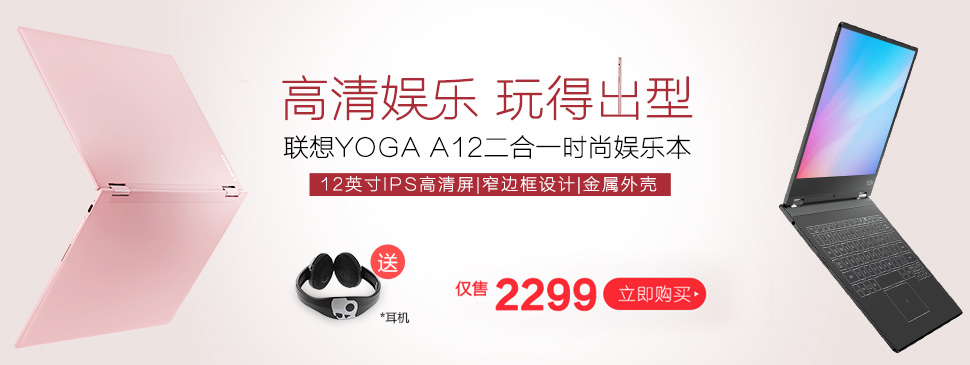 高清娱乐 玩得出型
联想YOGA A12二合一时尚娱乐本
12英寸IPS高清屏|窄边框设计|金属外壳
送
*耳机
仅售 2299 立即购买